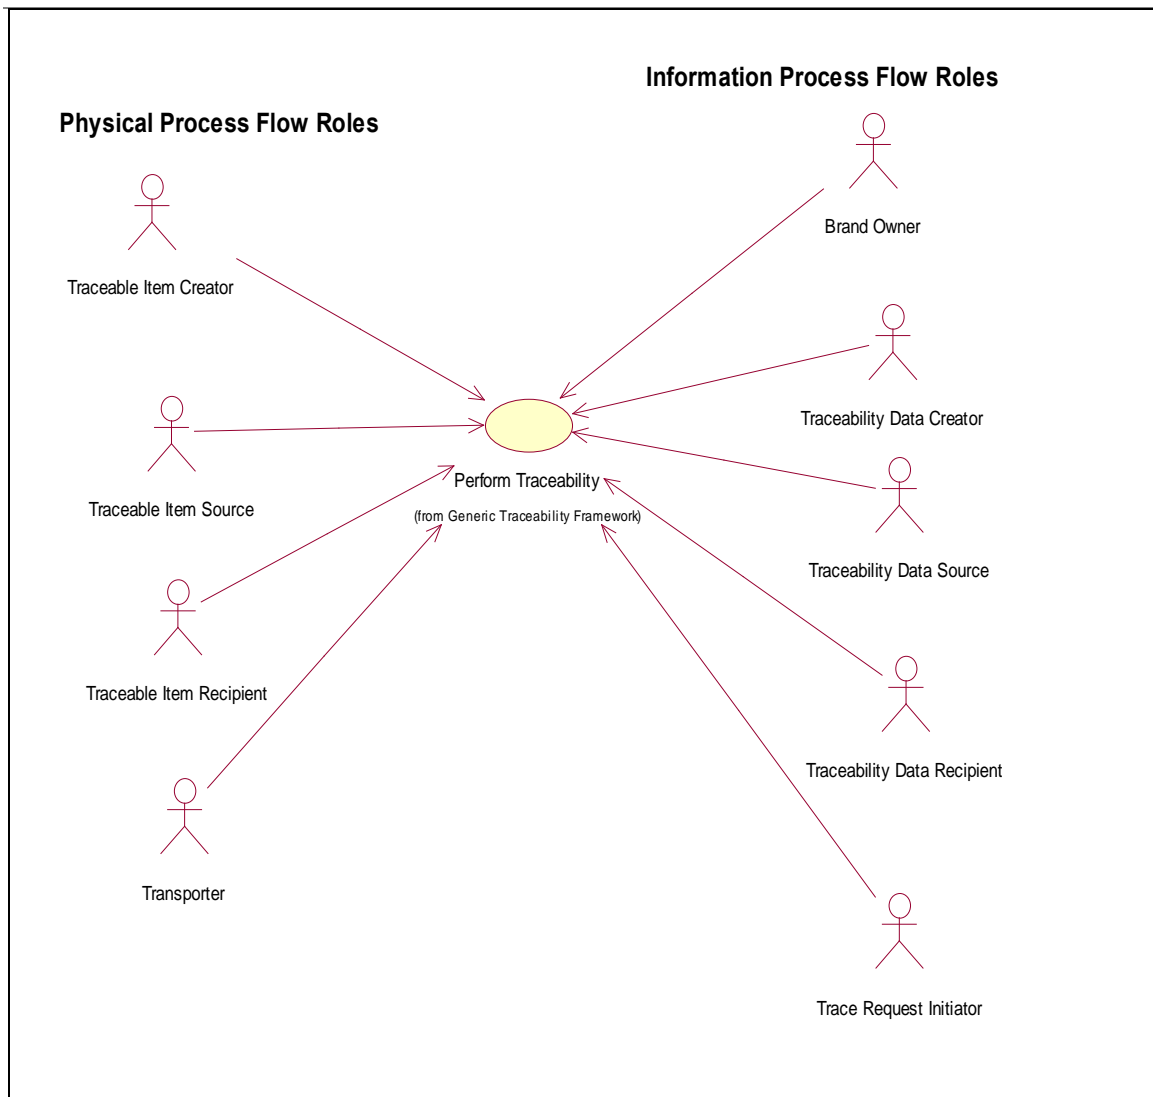 Information Process Flow Roles
Physical Process Flow Roles
Brand Owner
Traceable Item Creator
Traceability Data Creator
Perform Traceability
(from Generic Traceability Framework)
Traceable Item Source
Traceability Data Source
Traceable Item Recipient
Traceability Data Recipient
Transporter
Trace Request Initiator